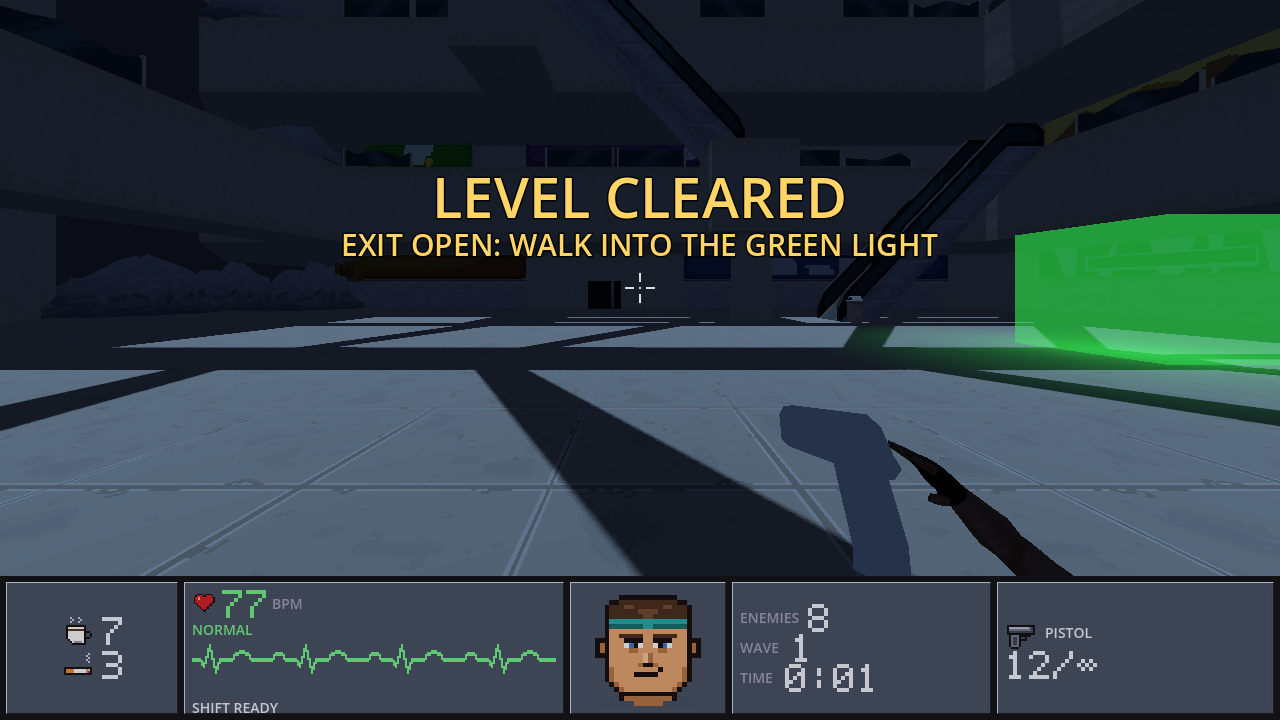 LEVEL CLEARED
EXIT OPEN: WALK INTO THE GREEN LIGHT
7
3
77 BPM
NORMAL
SHIFT READY
ENEMIES 8
WAVE 1
TIME 0:01
PISTOL
12/∞